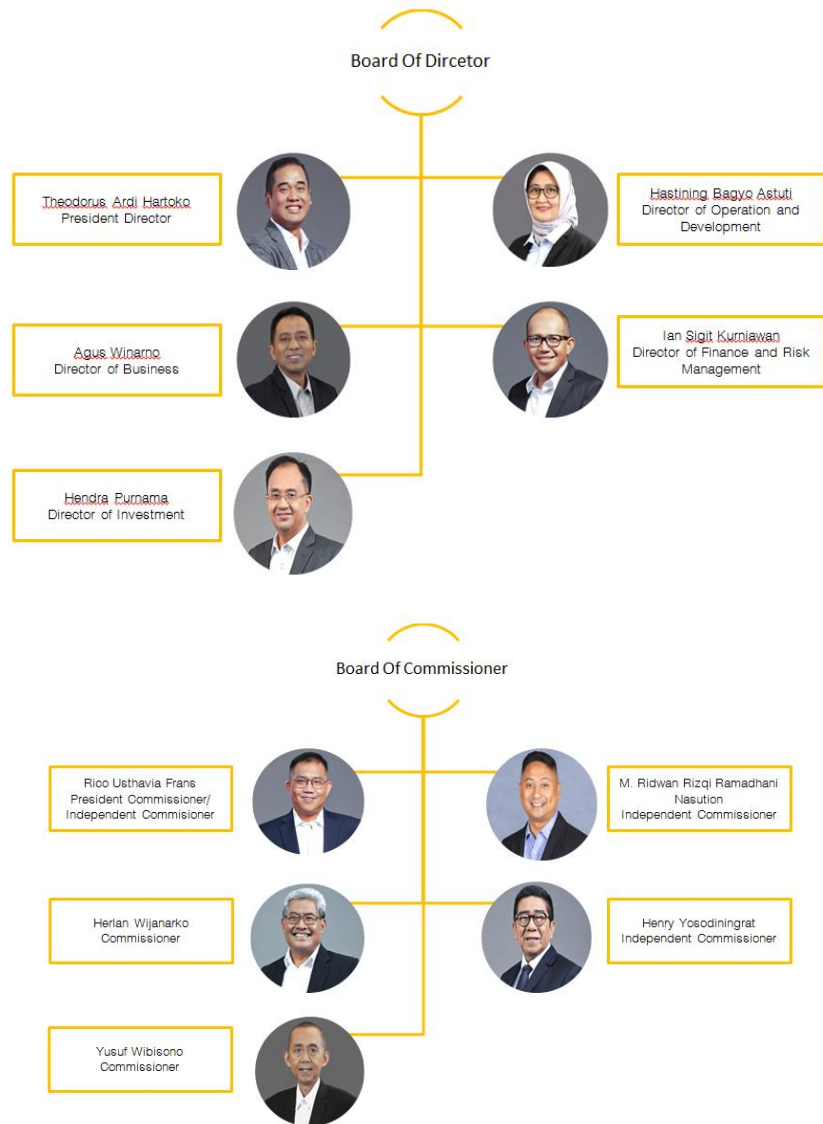 Board Of Dircetor
Theodorus Ardi Hartoko
President Director
Hastining Bagyo Astuti
Director of Operation and
Development
Agus Winarno
Director of Business
Ian Sigit Kurniawan
Director of Finance and Risk
Management
Hendra Purnama
Director of Investment
Board Of Commissioner
Rico Usthavia Frans
President Commissioner/
Independent Commisioner
M. Ridwan Rizqi Ramadhani
Nasution
Independent Commissioner
Herlan Wijanarko
Commissioner
Henry Yosodiningrat
Independent Commissioner
Yusuf Wibisono
Commissioner